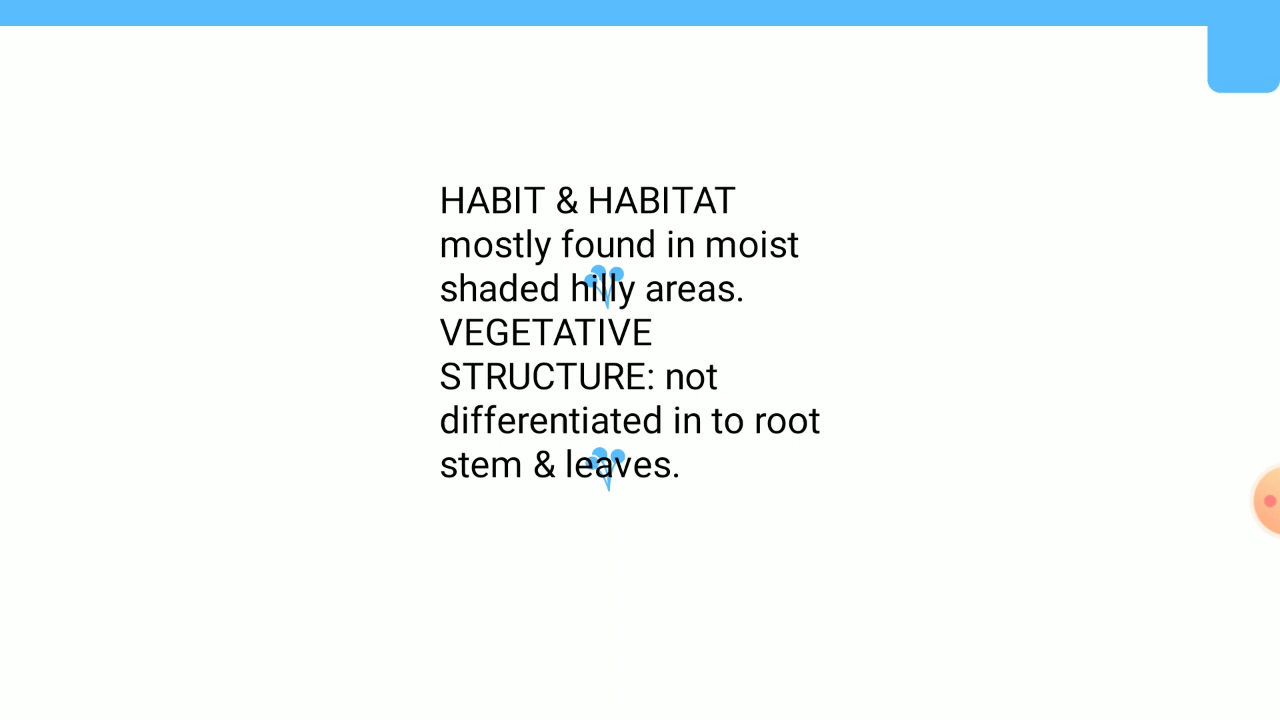 HABIT & HABITAT
mostly found in moist
shaded hilly areas.
VEGETATIVE
STRUCTURE: not
differentiated in to root
stem & leaves.